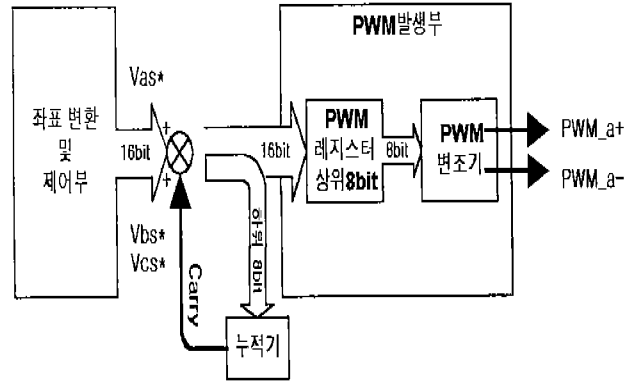 PWM발생부
Vas*
좌표 변환
및
제어부
16bit
+
+
Vbs*
Vcs*
16bit
PWM
레지스터
상위8bit
8bit
PWM
변조기
PWM_a+
PWM_a-
하위 8bit
Carry
누적기